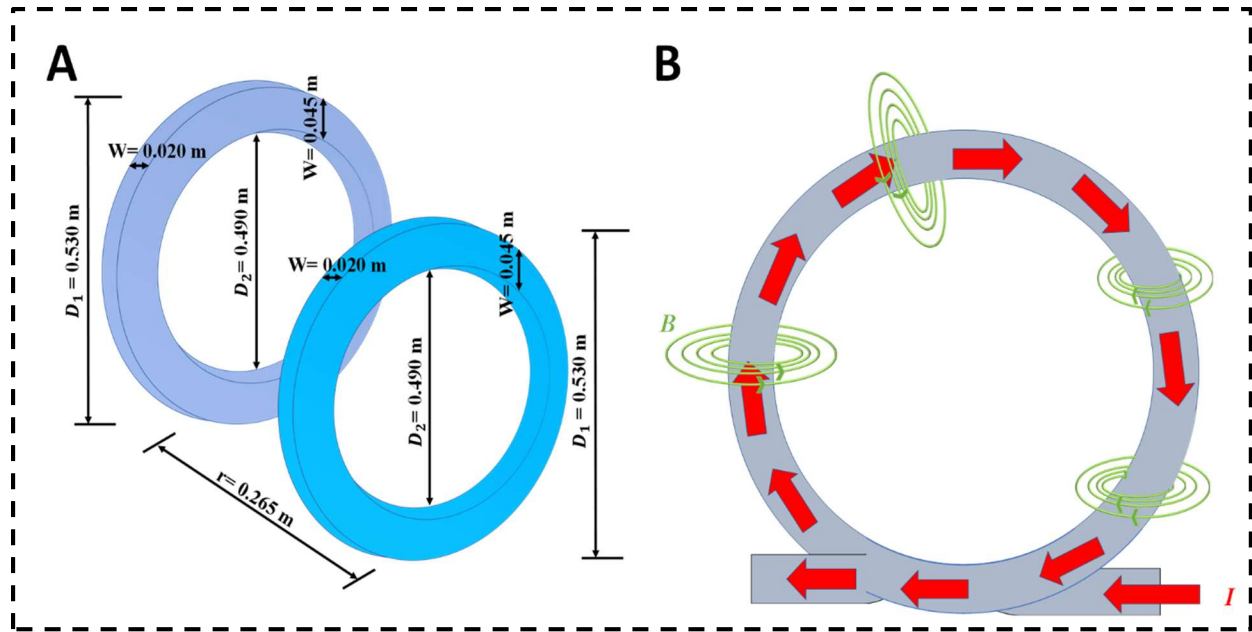 A
B
W= 0.020 m
W= 0.045 m
D₁ = 0.530 m
D₂= 0.490 m
W= 0.020 m
W= 0.045 m
D₂= 0.490 m
D₁ = 0.530 m
r= 0.265 m
B
I